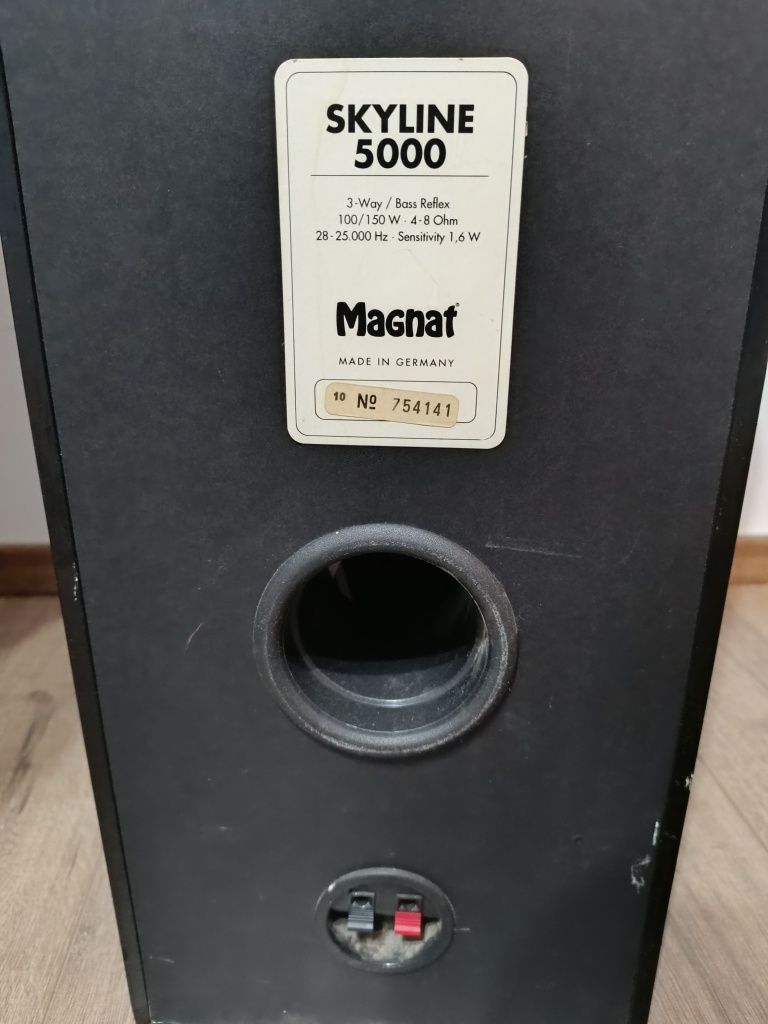 SKYLINE
5000
3-Way / Bass Reflex
100/150 W · 4-8 Ohm
28-25.000 Hz · Sensitivity 1,6 W
Magnat®
MADE IN GERMANY
10 Nº 754141